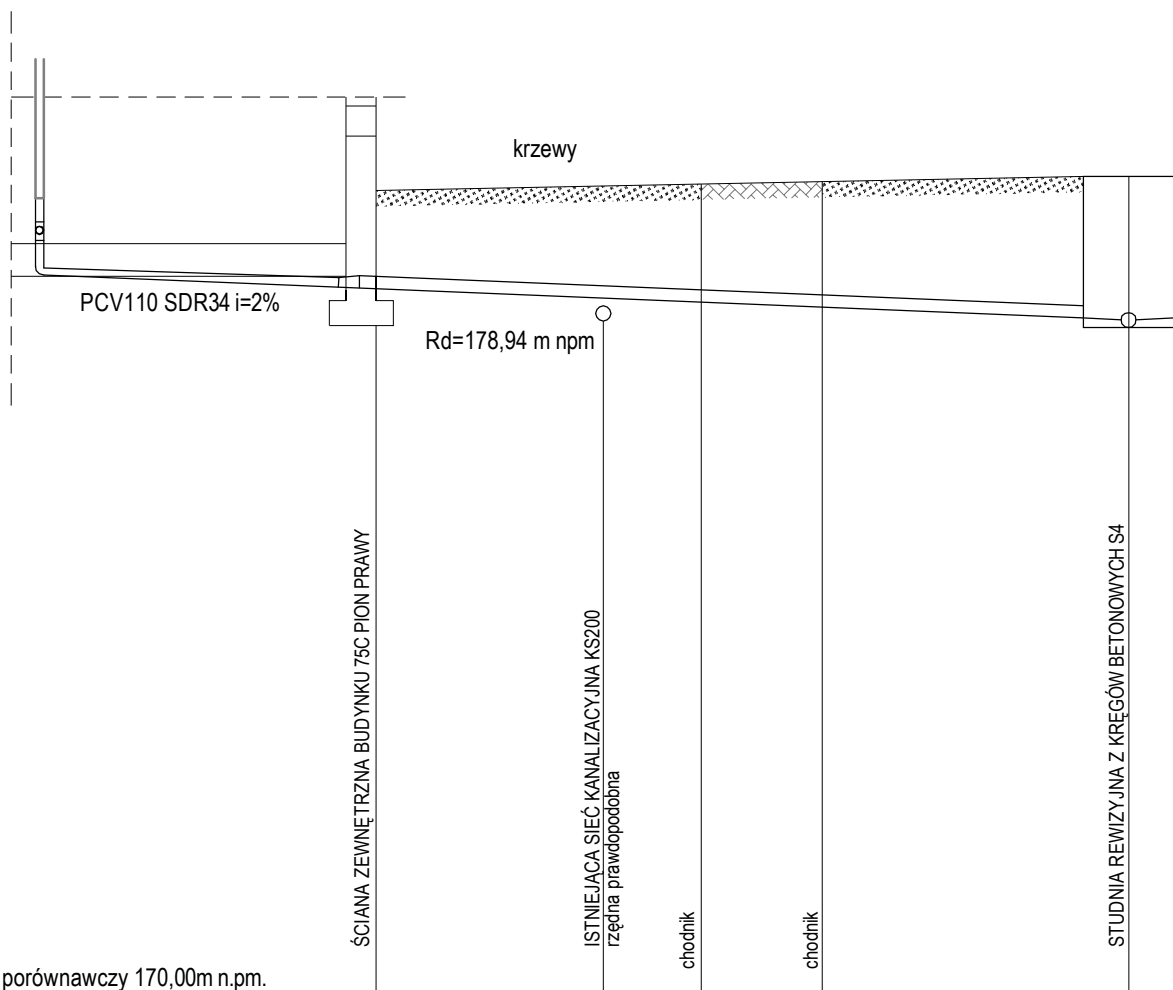 krzewy
PCV110 SDR34 i=2%
Rd=178,94 m npm
ŚCIANA ZEWNĘTRZNA BUDYNKU 75C PION PRAWY
ISTNIEJĄCA SIEĆ KANALIZACYJNA KS200
rzędna prawdopodobna
chodnik
chodnik
STUDNIA REWIZYJNA Z KRĘGÓW BETONOWYCH S4
porównawczy 170,00m n.pm.